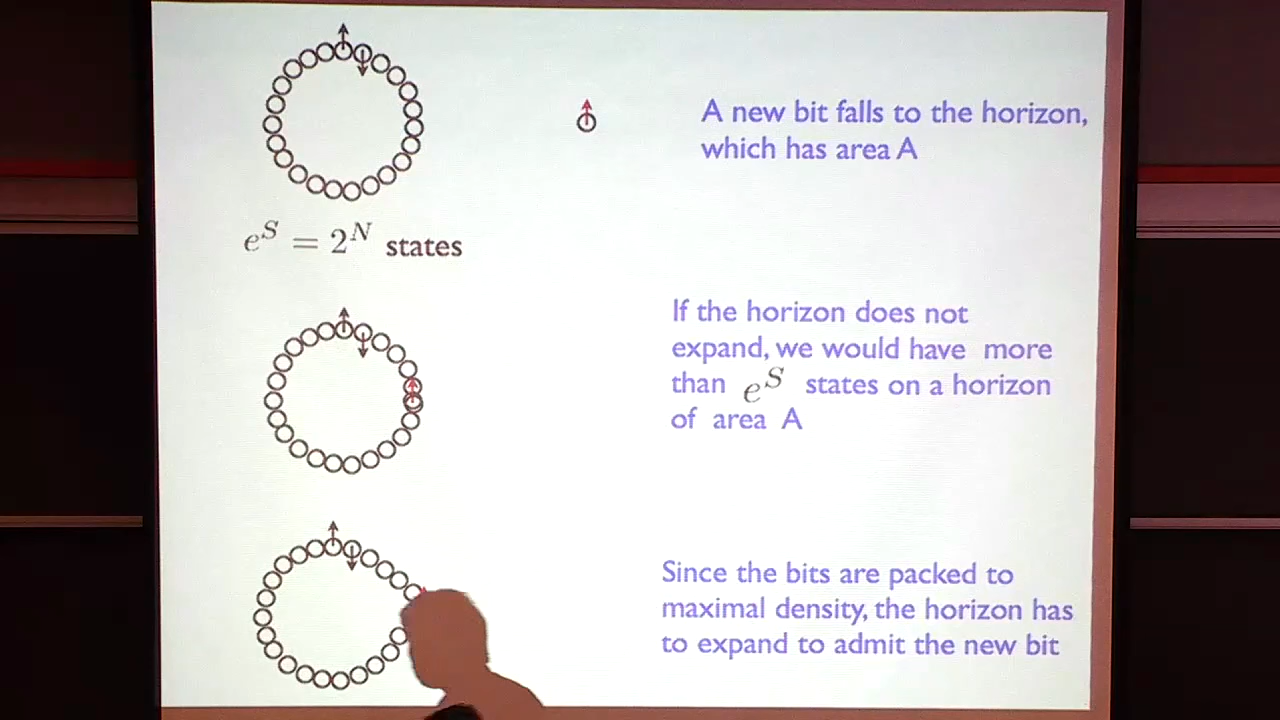 A new bit falls to the horizon,
which has area A
e^S = 2^N states
If the horizon does not
expand, we would have more
than e^S states on a horizon
of area A
Since the bits are packed to
maximal density, the horizon has
to expand to admit the new bit